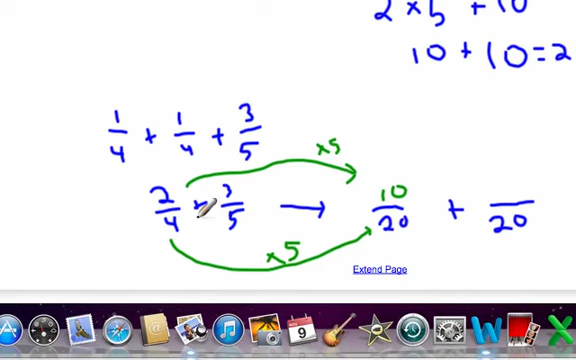 2 × 5 + 10
10 + 10 = 2
1/4 + 1/4 + 3/5
×5
2/4 + 3/5 → 10/20 + /20
×5
Extend Page
9